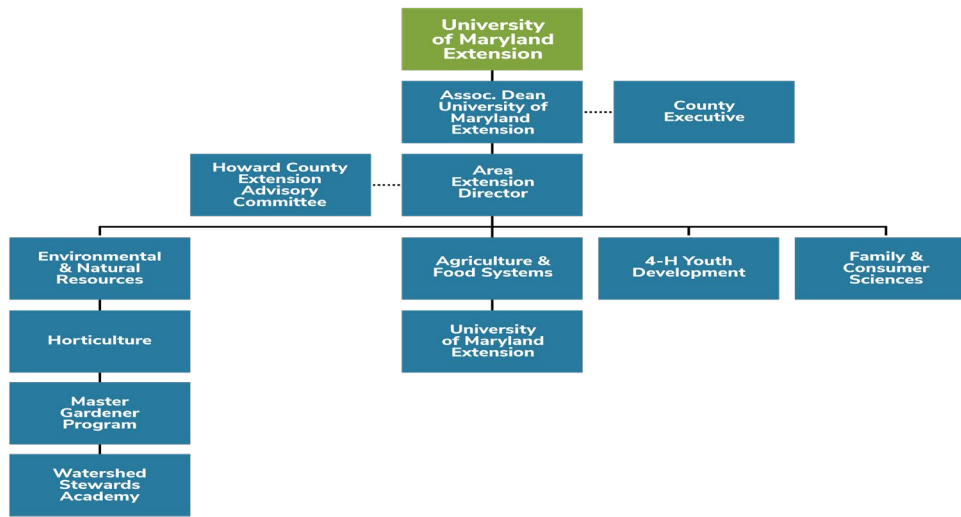 University
of Maryland
Extension
Assoc. Dean
University of
Maryland
Extension
County
Executive
Howard County
Extension
Advisory
Committee
Area
Extension
Director
Environmental
& Natural
Resources
Agriculture &
Food Systems
4-H Youth
Development
Family &
Consumer
Sciences
Horticulture
University
of Maryland
Extension
Master
Gardener
Program
Watershed
Stewards
Academy